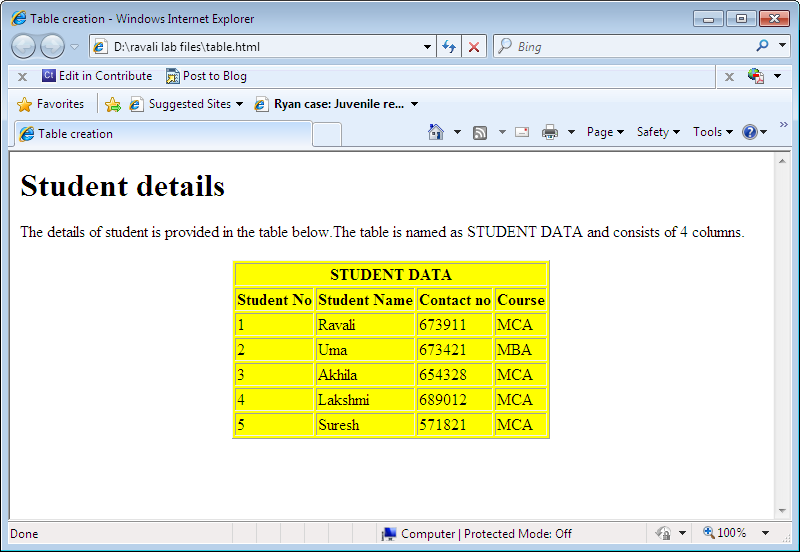 Table creation - Windows Internet Explorer
D:\ravali lab files\table.html
Bing
x Ct Edit in Contribute Post to Blog x
Favorites Suggested Sites Ryan case: Juvenile re...
Table creation Page Safety Tools »
Student details
The details of student is provided in the table below.The table is named as STUDENT DATA and consists of 4 columns.
STUDENT DATA
Student No Student Name Contact no Course
1 Ravali 673911 MCA
2 Uma 673421 MBA
3 Akhila 654328 MCA
4 Lakshmi 689012 MCA
5 Suresh 571821 MCA
Done Computer | Protected Mode: Off 100%